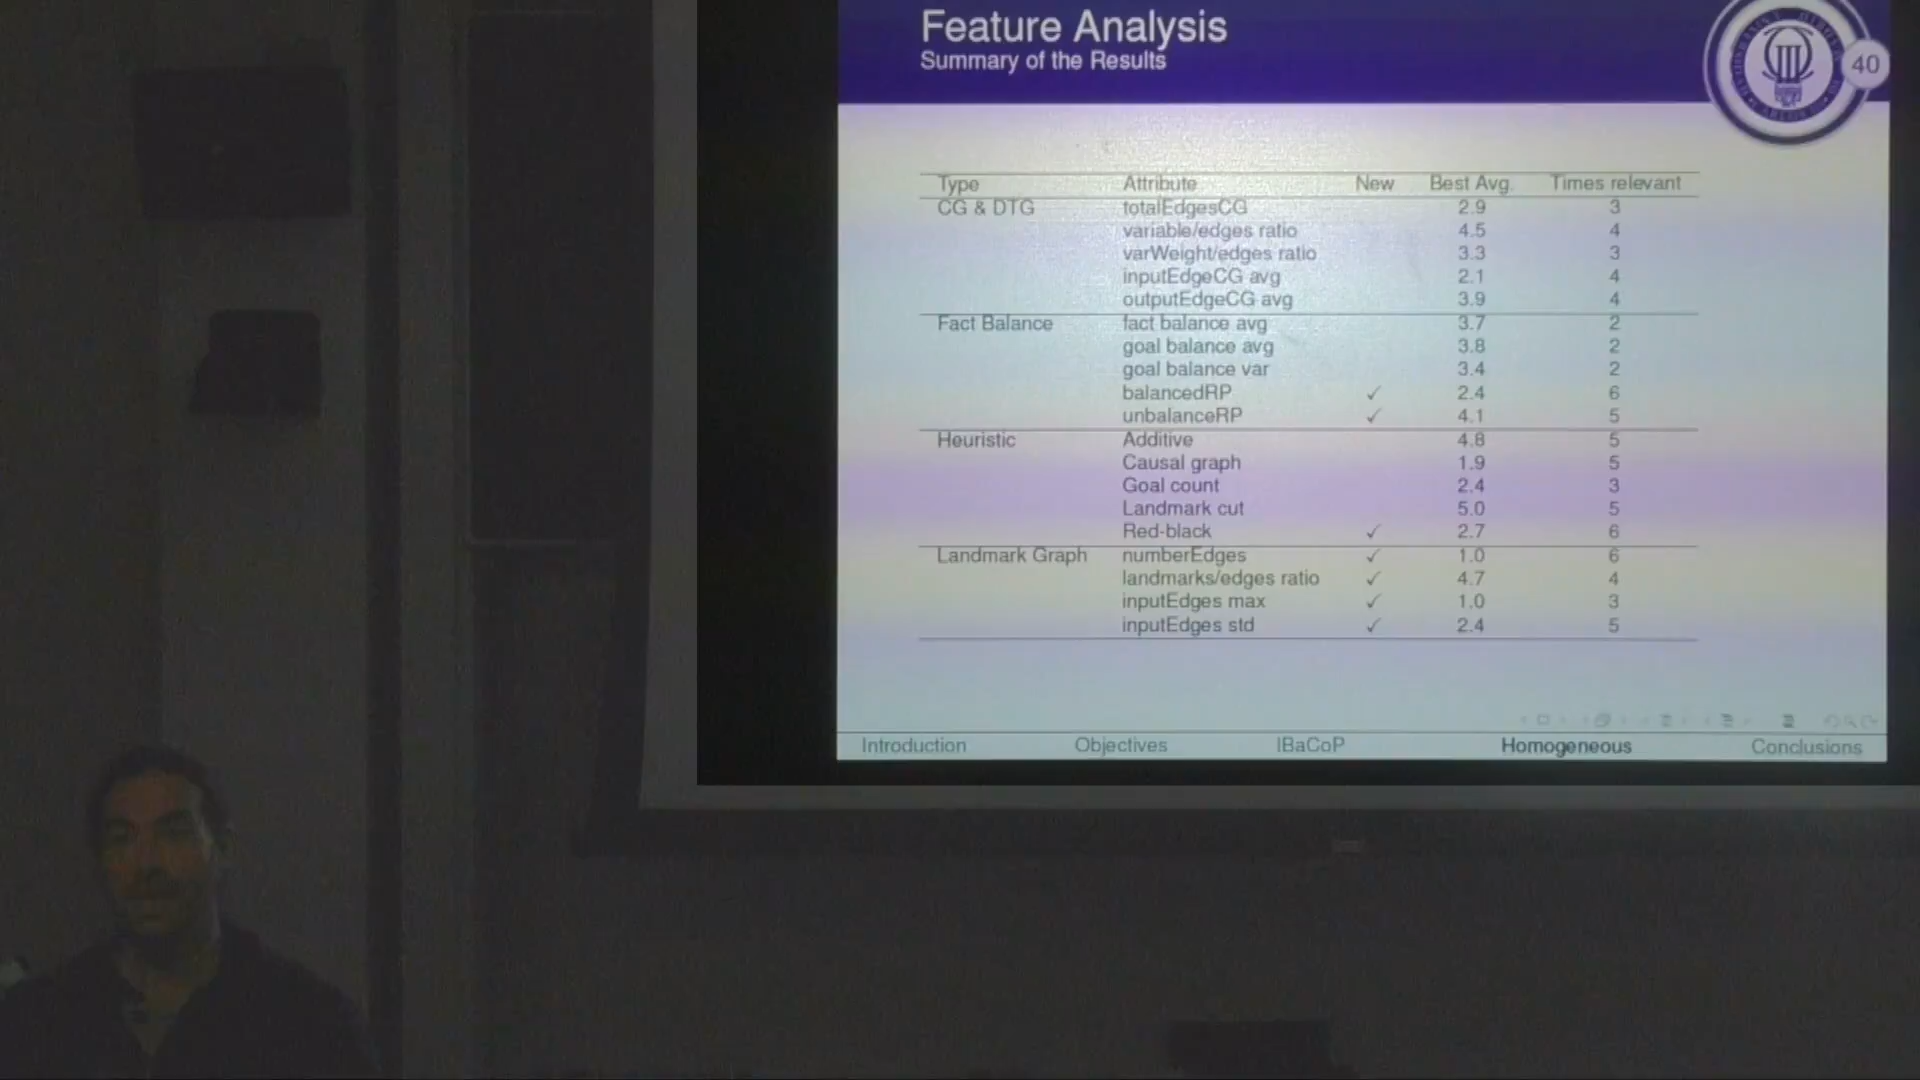 Feature Analysis
Summary of the Results
40
Type Attribute New Best Avg. Times relevant
CG & DTG totalEdgesCG 2.9 3
variable/edges ratio 4.5 4
varWeight/edges ratio 3.3 3
inputEdgeCG avg 2.1 4
outputEdgeCG avg 3.9 4
Fact Balance fact balance avg 3.7 2
goal balance avg 3.8 2
goal balance var 3.4 2
balancedRP ✓ 2.4 6
unbalanceRP ✓ 4.1 5
Heuristic Additive 4.8 5
Causal graph 1.9 5
Goal count 2.4 3
Landmark cut 5.0 5
Red-black ✓ 2.7 6
Landmark Graph numberEdges ✓ 1.0 6
landmarks/edges ratio ✓ 4.7 4
inputEdges max ✓ 1.0 3
inputEdges std ✓ 2.4 5
Introduction Objectives IBaCoP Homogeneous Conclusions